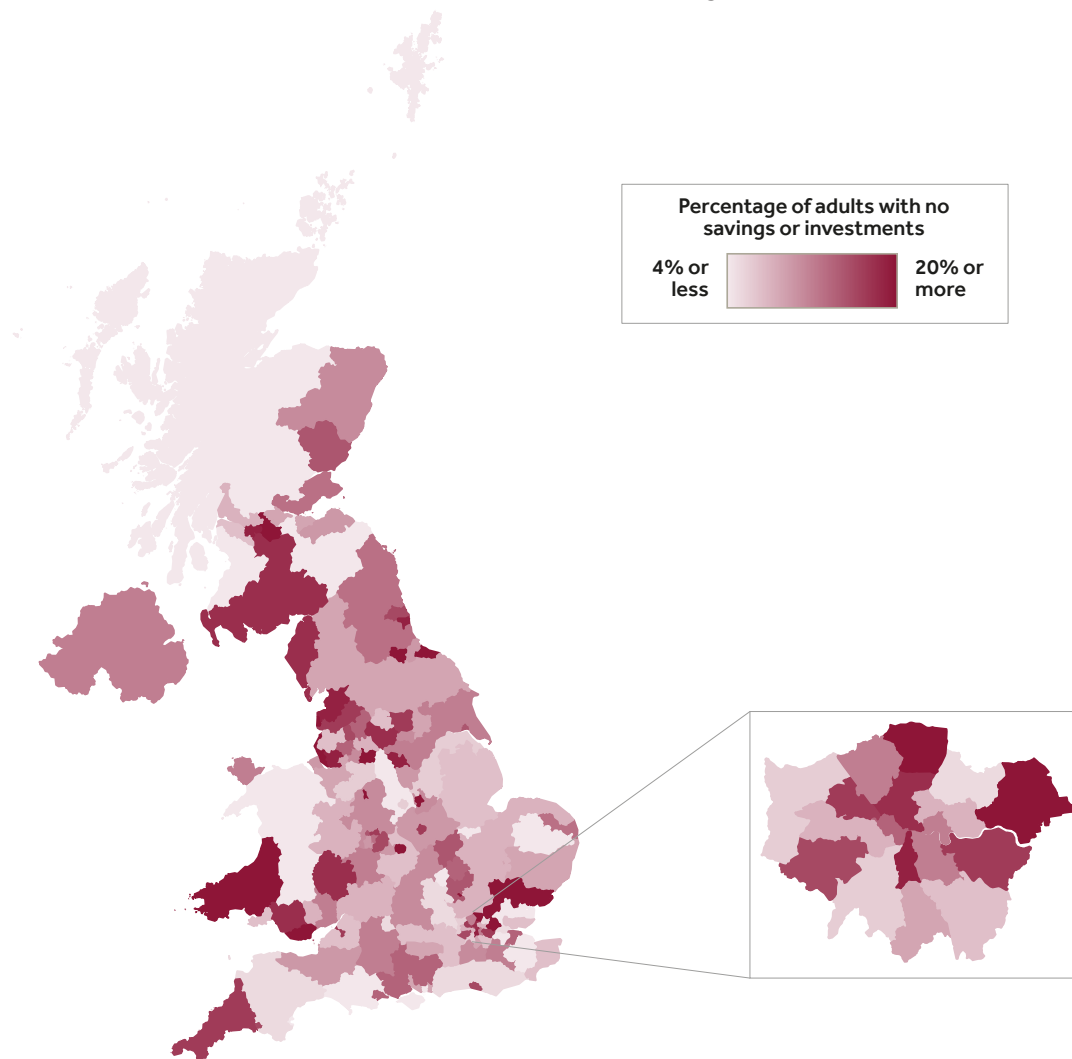 Percentage of adults with no
savings or investments
4% or
less
20% or
more